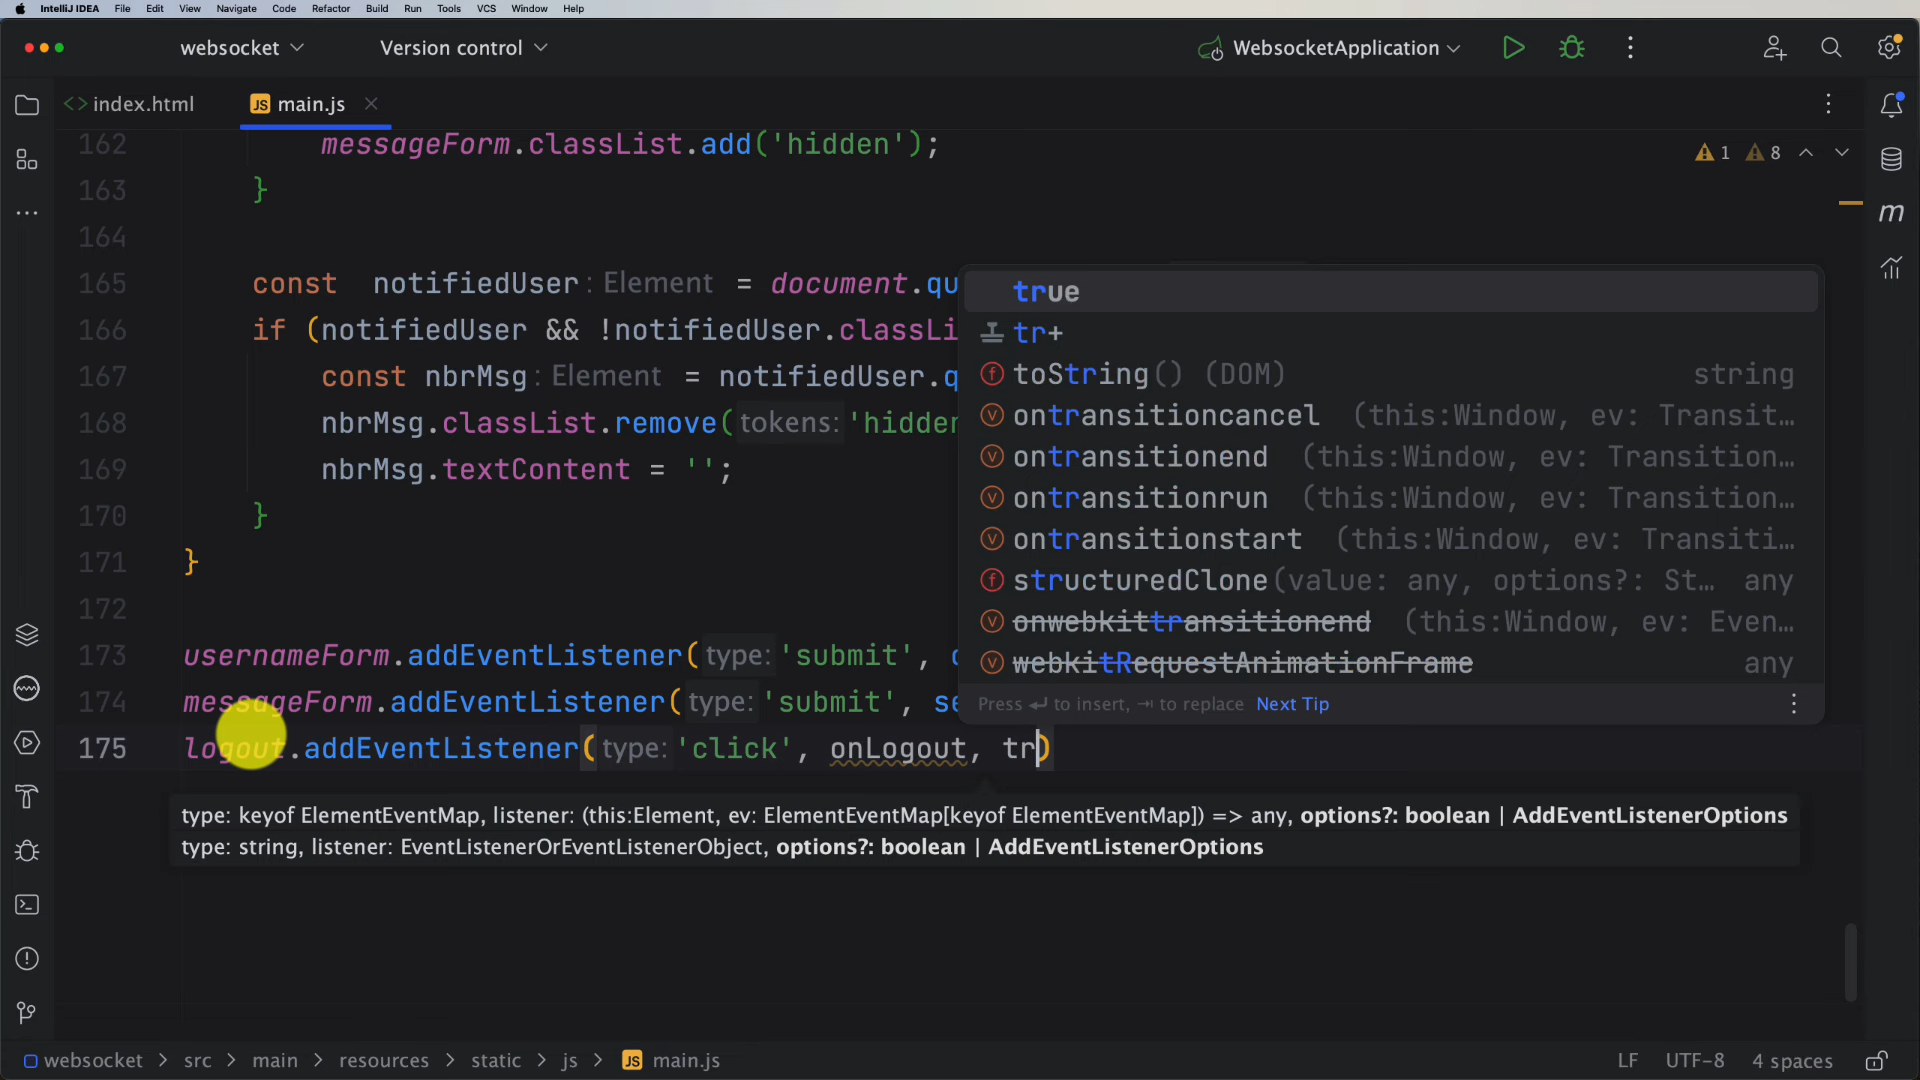 IntelliJ IDEA File Edit View Navigate Code Refactor Build Run Tools VCS Window Help
websocket Version control WebsocketApplication
<> index.html JS main.js
162 messageForm.classList.add('hidden');
1 8
163 }
164
165 const notifiedUser: Element = document.qu
166 if (notifiedUser && !notifiedUser.classLi
167 const nbrMsg: Element = notifiedUser.q
168 nbrMsg.classList.remove( tokens: 'hidden
169 nbrMsg.textContent = '';
170 }
171 }
172
173 usernameForm.addEventListener( type: 'submit', c
174 messageForm.addEventListener( type: 'submit', se
175 logout.addEventListener( type: 'click', onLogout, tr)
true
tr+
f toString() (DOM) string
v ontransitioncancel (this:Window, ev: Transit...
v ontransitionend (this:Window, ev: Transition...
v ontransitionrun (this:Window, ev: Transition...
v ontransitionstart (this:Window, ev: Transiti...
f structuredClone(value: any, options?: St... any
v onwebkittransitionend (this:Window, ev: Even...
v webkitRequestAnimationFrame any
Press ↵ to insert, ⇥ to replace Next Tip
type: keyof ElementEventMap, listener: (this:Element, ev: ElementEventMap[keyof ElementEventMap]) => any, options?: boolean | AddEventListenerOptions
type: string, listener: EventListenerOrEventListenerObject, options?: boolean | AddEventListenerOptions
m
websocket > src > main > resources > static > js > JS main.js LF UTF-8 4 spaces